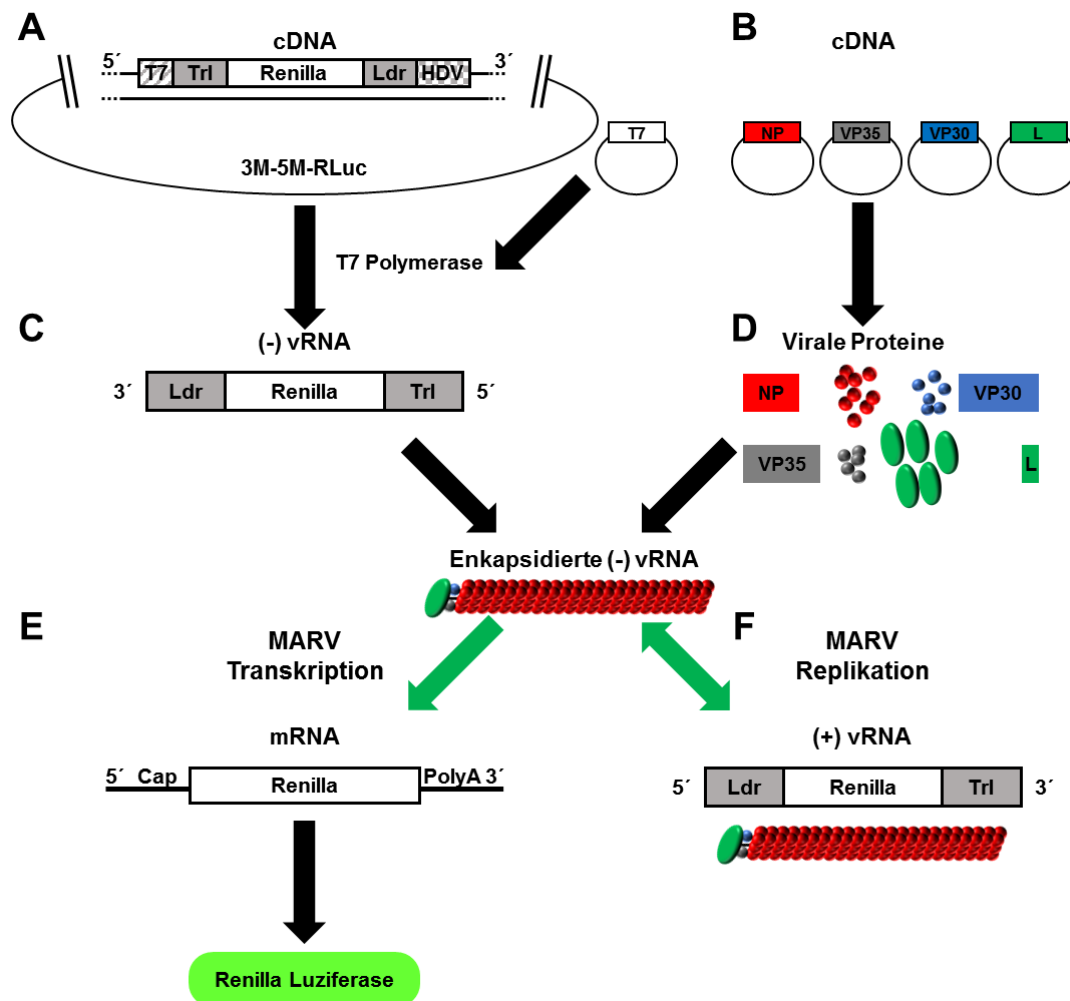 A
cDNA
5´ 3´
T7 Trl Renilla Ldr HDV
3M-5M-RLuc
T7
T7 Polymerase
B
cDNA
NP VP35 VP30 L
C
(-) vRNA
3´ Ldr Renilla Trl 5´
D
Virale Proteine
NP VP30
VP35 L
Enkapsidierte (-) vRNA
E
MARV
Transkription
mRNA
5´ Cap Renilla PolyA 3´
Renilla Luziferase
F
MARV
Replikation
(+) vRNA
5´ Ldr Renilla Trl 3´